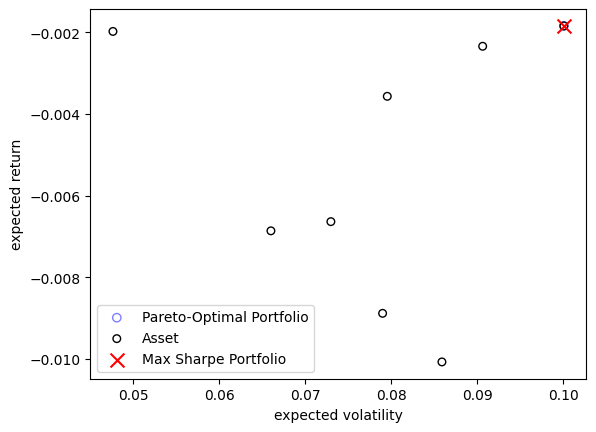 −0.002
−0.004
−0.006
−0.008
−0.010
expected return
Pareto-Optimal Portfolio
Asset
Max Sharpe Portfolio
0.05 0.06 0.07 0.08 0.09 0.10
expected volatility